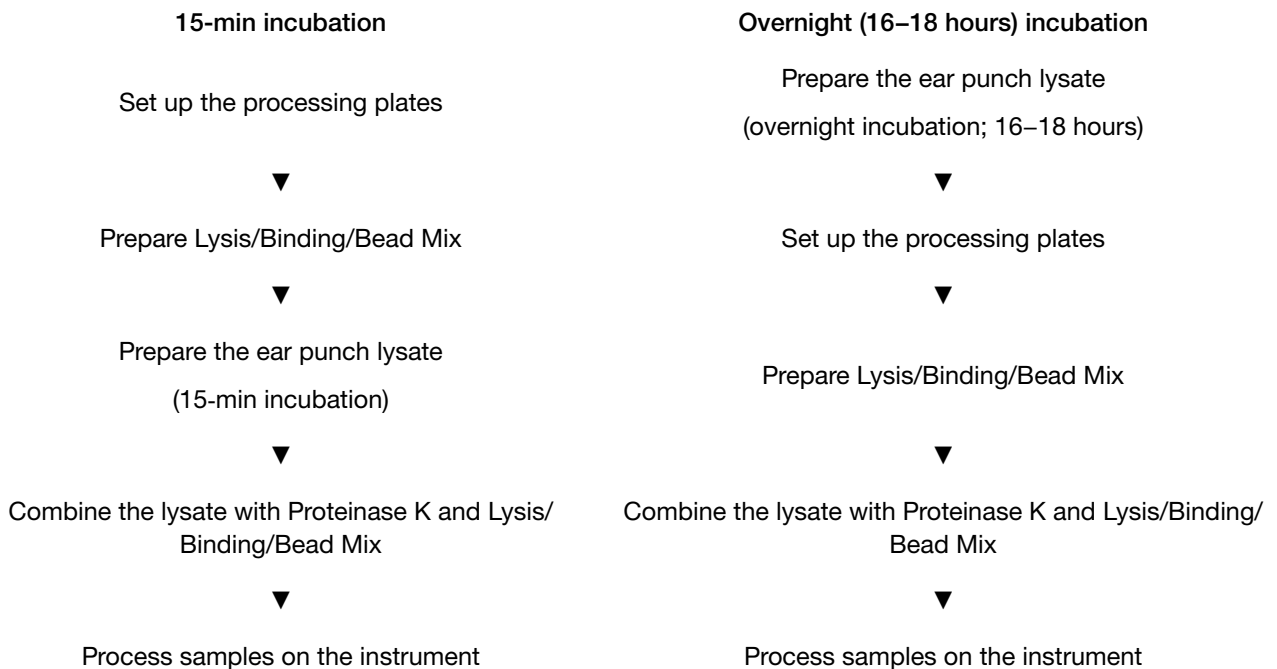 15-min incubation
Set up the processing plates
▼
Prepare Lysis/Binding/Bead Mix
▼
Prepare the ear punch lysate
(15-min incubation)
▼
Combine the lysate with Proteinase K and Lysis/
Binding/Bead Mix
▼
Process samples on the instrument
Overnight (16–18 hours) incubation
Prepare the ear punch lysate
(overnight incubation; 16–18 hours)
▼
Set up the processing plates
▼
Prepare Lysis/Binding/Bead Mix
▼
Combine the lysate with Proteinase K and Lysis/Binding/
Bead Mix
▼
Process samples on the instrument